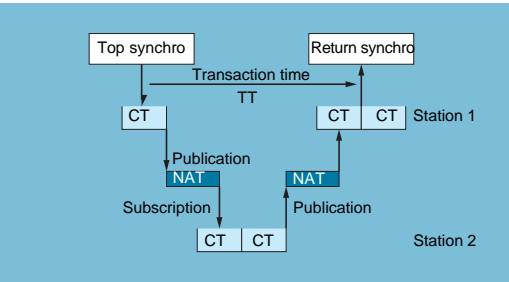 Top synchro
Return synchro
Transaction time
TT
CT
CT
CT
Station 1
Publication
NAT
NAT
Subscription
Publication
CT
CT
Station 2